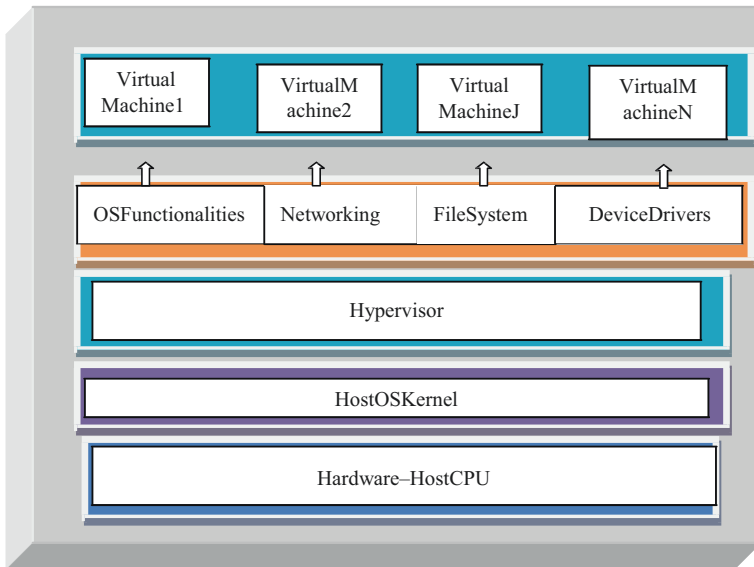 Virtual
Machine1
VirtualM
achine2
Virtual
MachineJ
VirtualM
achineN
OSFunctionalities
Networking
FileSystem
DeviceDrivers
Hypervisor
HostOSKernel
Hardware–HostCPU